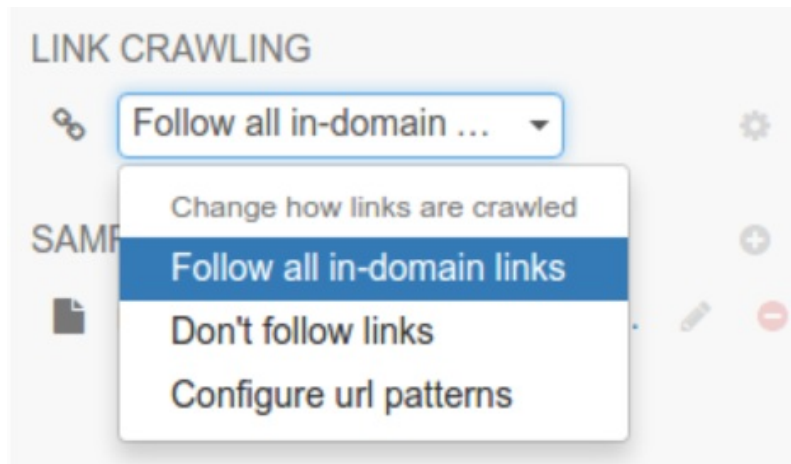 LINK CRAWLING
Follow all in-domain ...
Change how links are crawled
SAM
Follow all in-domain links
Don't follow links
Configure url patterns